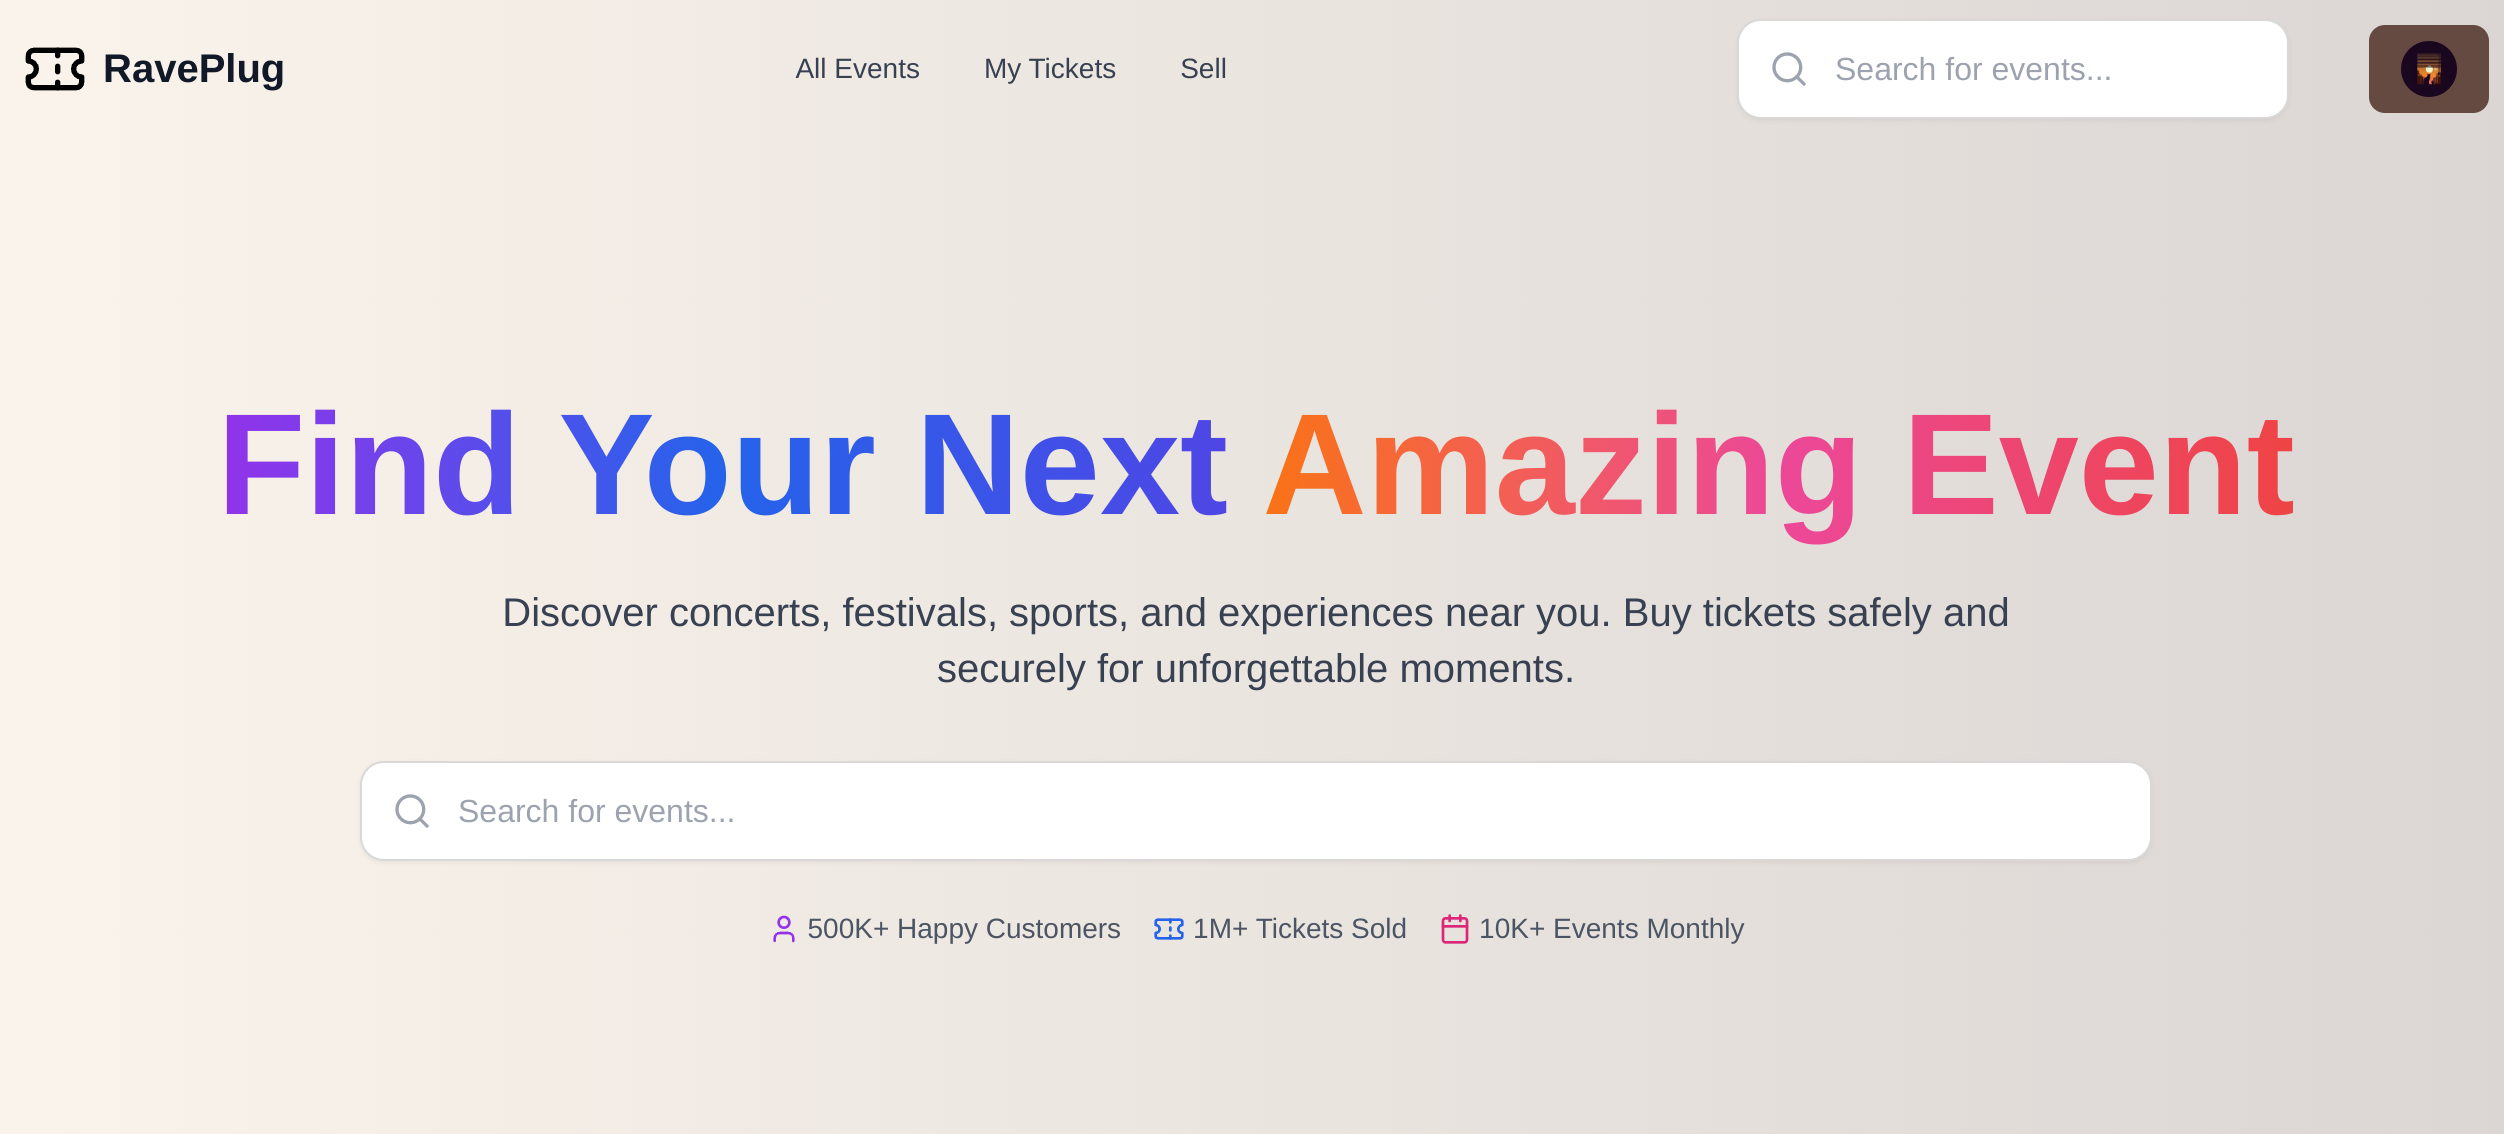 RavePlug
All Events
My Tickets
Sell
Search for events...
Find Your Next Amazing Event
Discover concerts, festivals, sports, and experiences near you. Buy tickets safely and
securely for unforgettable moments.
Search for events...
500K+ Happy Customers
1M+ Tickets Sold
10K+ Events Monthly